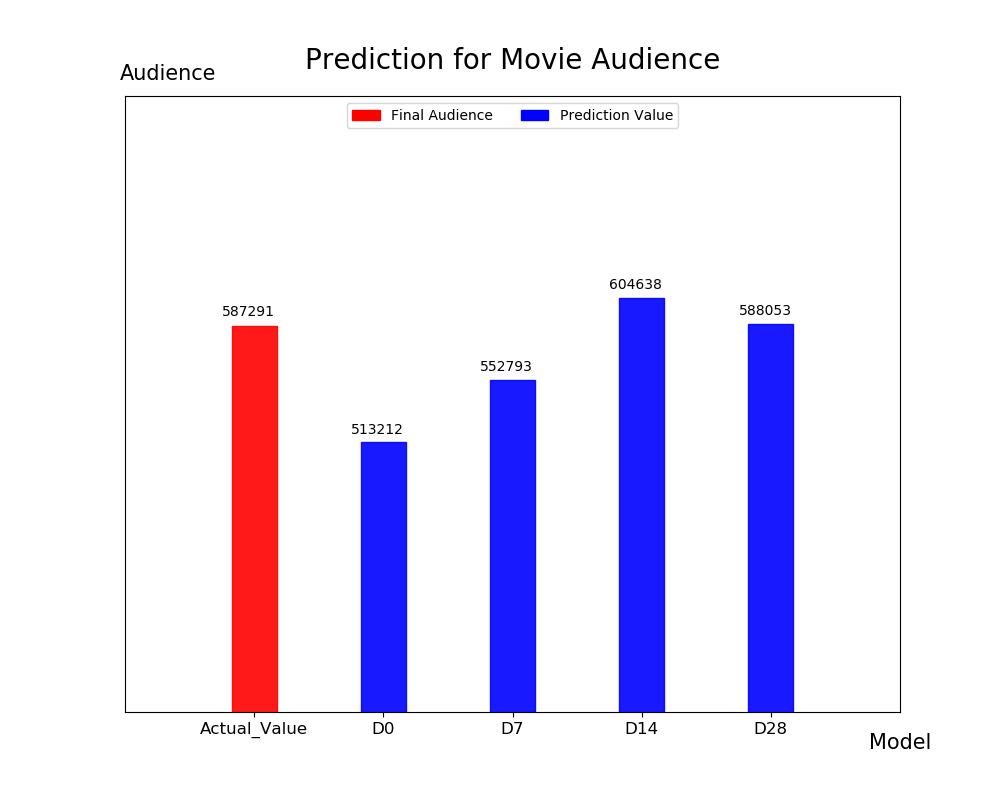 Prediction for Movie Audience
Audience
Final Audience
Prediction Value
587291
513212
552793
604638
588053
Actual_Value
D0
D7
D14
D28
Model